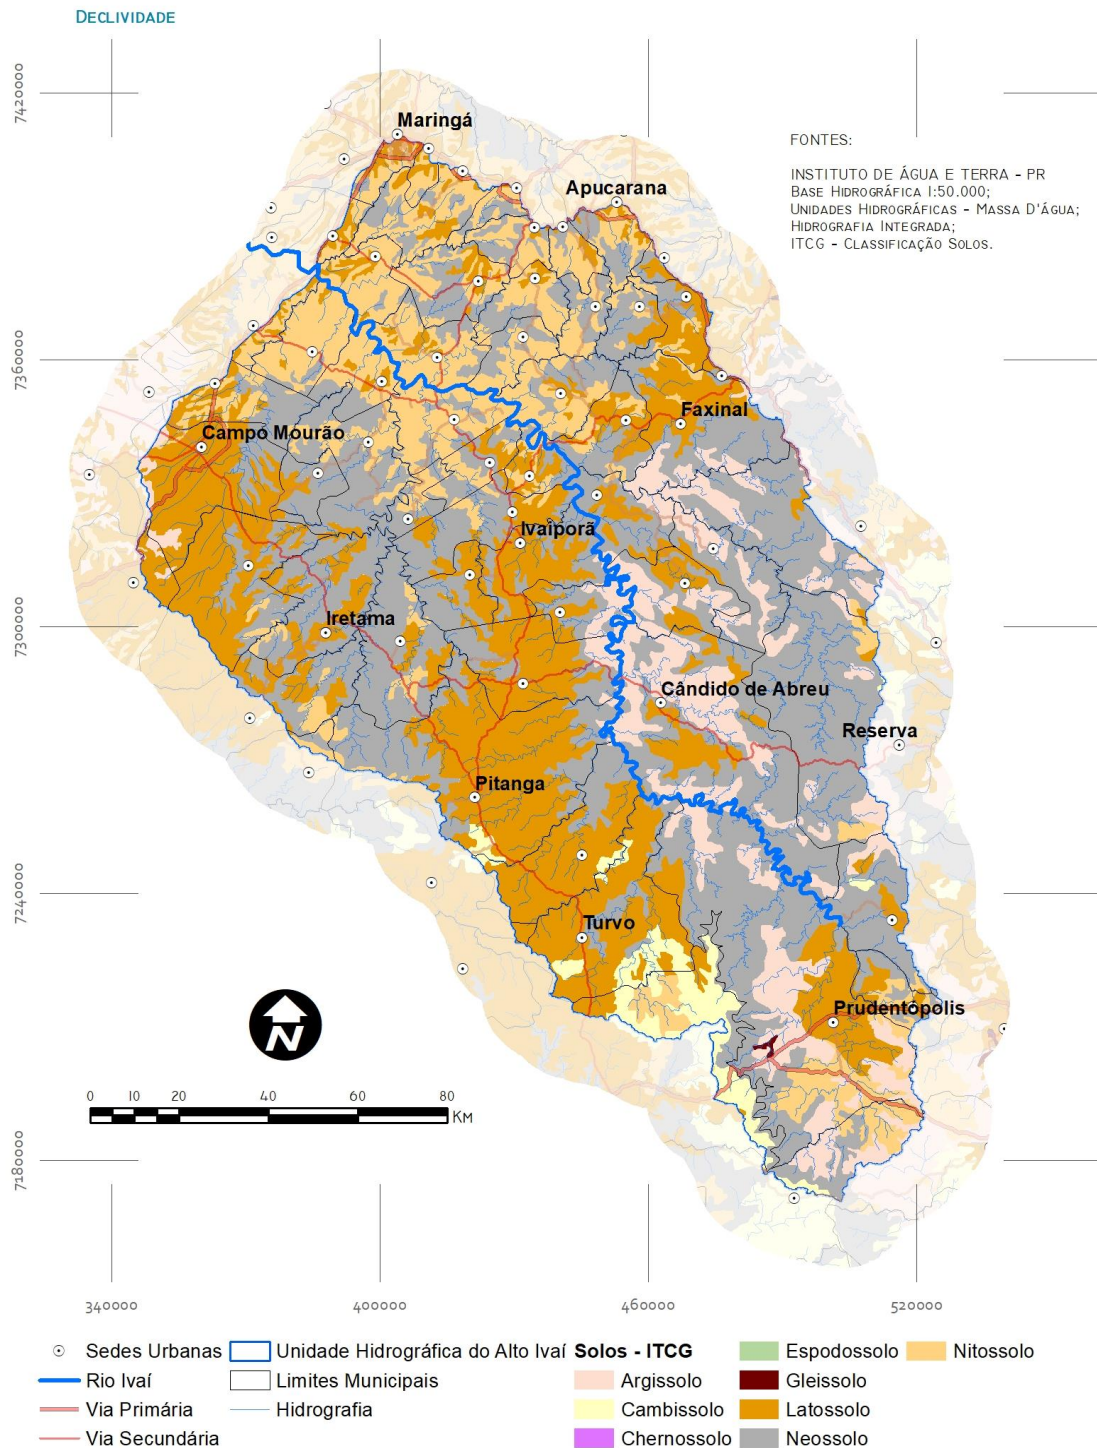 DECLIVIDADE
7420000
7360000
7300000
7240000
7180000
Maringá
Apucarana
FONTES:
INSTITUTO DE ÁGUA E TERRA - PR
BASE HIDROGRÁFICA 1:50.000;
UNIDADES HIDROGRÁFICAS - MASSA D'ÁGUA;
HIDROGRAFIA INTEGRADA;
ITCG - CLASSIFICAÇÃO SOLOS.
Faxinal
Campo Mourão
Ivaiporã
Iretama
Cândido de Abreu
Reserva
Pitanga
Turvo
Prudentópolis
N
0 10 20 40 60 80
KM
340000 400000 460000 520000
Sedes Urbanas
Rio Ivaí
Via Primária
Via Secundária
Unidade Hidrográfica do Alto Ivaí
Limites Municipais
Hidrografia
Solos - ITCG
Argissolo
Cambissolo
Chernossolo
Espodossolo
Gleissolo
Latossolo
Neossolo
Nitossolo